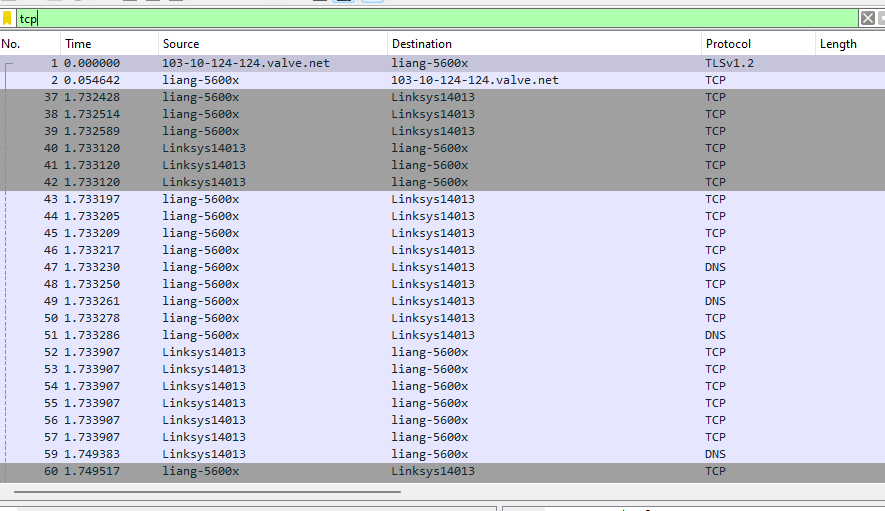 tcp
No. Time Source Destination Protocol Length
1 0.000000 103-10-124-124.valve.net liang-5600x TLSv1.2
2 0.054642 liang-5600x 103-10-124-124.valve.net TCP
37 1.732428 liang-5600x Linksys14013 TCP
38 1.732514 liang-5600x Linksys14013 TCP
39 1.732589 liang-5600x Linksys14013 TCP
40 1.733120 Linksys14013 liang-5600x TCP
41 1.733120 Linksys14013 liang-5600x TCP
42 1.733120 Linksys14013 liang-5600x TCP
43 1.733197 liang-5600x Linksys14013 TCP
44 1.733205 liang-5600x Linksys14013 TCP
45 1.733209 liang-5600x Linksys14013 TCP
46 1.733217 liang-5600x Linksys14013 TCP
47 1.733230 liang-5600x Linksys14013 DNS
48 1.733250 liang-5600x Linksys14013 TCP
49 1.733261 liang-5600x Linksys14013 DNS
50 1.733278 liang-5600x Linksys14013 TCP
51 1.733286 liang-5600x Linksys14013 DNS
52 1.733907 Linksys14013 liang-5600x TCP
53 1.733907 Linksys14013 liang-5600x TCP
54 1.733907 Linksys14013 liang-5600x TCP
55 1.733907 Linksys14013 liang-5600x TCP
56 1.733907 Linksys14013 liang-5600x TCP
57 1.733907 Linksys14013 liang-5600x TCP
59 1.749383 Linksys14013 liang-5600x DNS
60 1.749517 liang-5600x Linksys14013 TCP